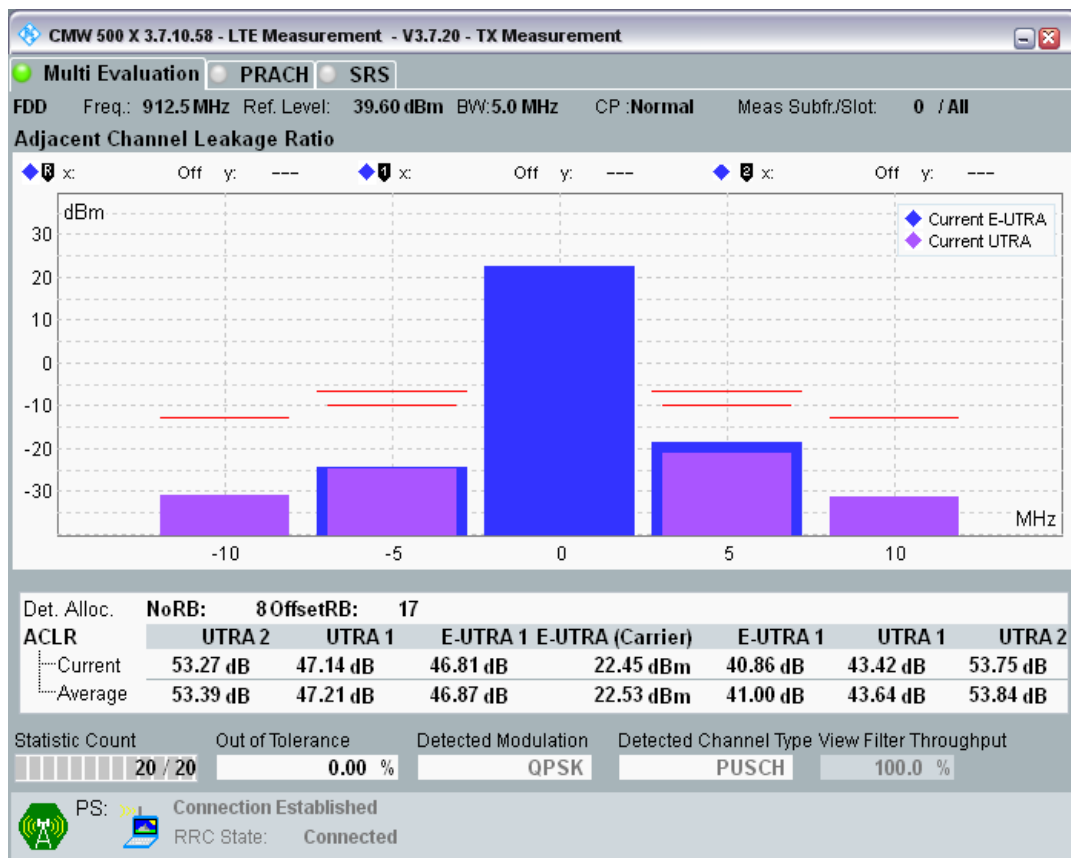 CMW 500 X 3.7.10.58 - LTE Measurement - V3.7.20 - TX Measurement
Multi Evaluation PRACH SRS
FDD Freq.: 912.5 MHz Ref. Level: 39.60 dBm BW:5.0 MHz CP :Normal Meas Subfr./Slot: 0 / All
Adjacent Channel Leakage Ratio
R x: Off y: --- 1 x: Off y: --- 2 x: Off y: ---
dBm
Current E-UTRA
Current UTRA
30
20
10
0
-10
-20
-30
MHz
-10 -5 0 5 10
Det. Alloc. NoRB: 8 OffsetRB: 17
ACLR UTRA 2 UTRA 1 E-UTRA 1 E-UTRA (Carrier) E-UTRA 1 UTRA 1 UTRA 2
Current 53.27 dB 47.14 dB 46.81 dB 22.45 dBm 40.86 dB 43.42 dB 53.75 dB
Average 53.39 dB 47.21 dB 46.87 dB 22.53 dBm 41.00 dB 43.64 dB 53.84 dB
Statistic Count Out of Tolerance Detected Modulation Detected Channel Type View Filter Throughput
20 / 20 0.00 % QPSK PUSCH 100.0 %
PS: Connection Established
RRC State: Connected